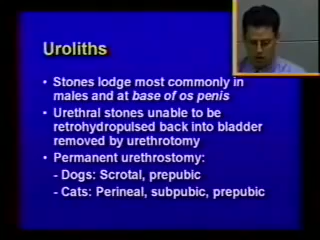 Uroliths
• Stones lodge most commonly in
males and at base of os penis
• Urethral stones unable to be
retrohydropulsed back into bladder
removed by urethrotomy
• Permanent urethrostomy:
- Dogs: Scrotal, prepubic
- Cats: Perineal, subpubic, prepubic